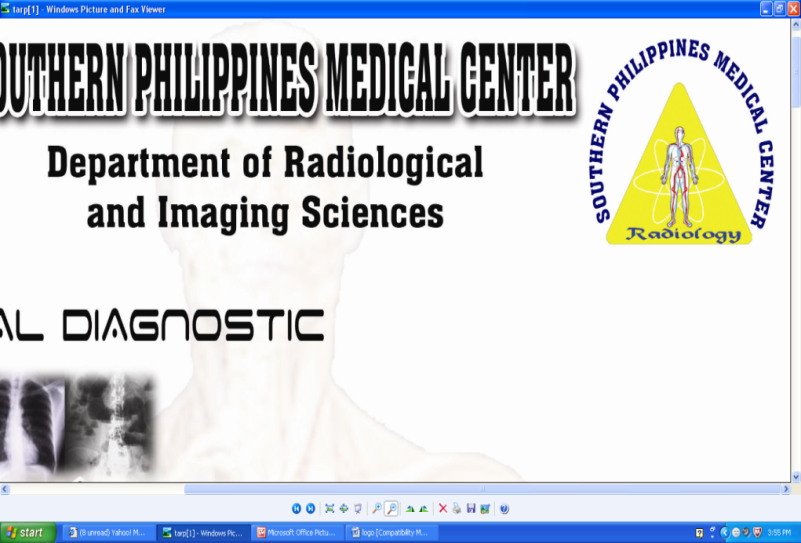 tarp[1] - Windows Picture and Fax Viewer
OUTHERN PHILIPPINES MEDICAL CENTER
Department of Radiological
and Imaging Sciences
SOUTHERN PHILIPPINES MEDICAL CENTER
Radiology
AL DIAGNOSTIC
start
(8 unread) Yahoo! M...
tarp[1] - Windows Pic...
Microsoft Office Pictu...
logo [Compatibility M...
3:55 PM